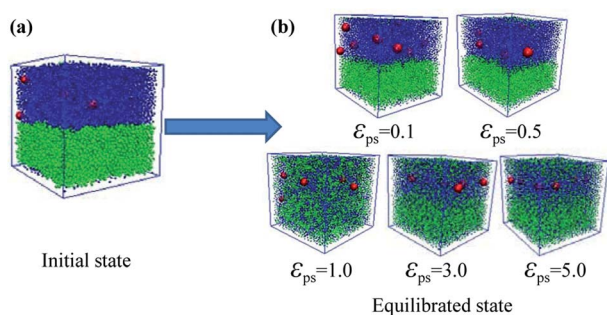 (a)
Initial state
(b)
εps=0.1
εps=0.5
εps=1.0
εps=3.0
εps=5.0
Equilibrated state